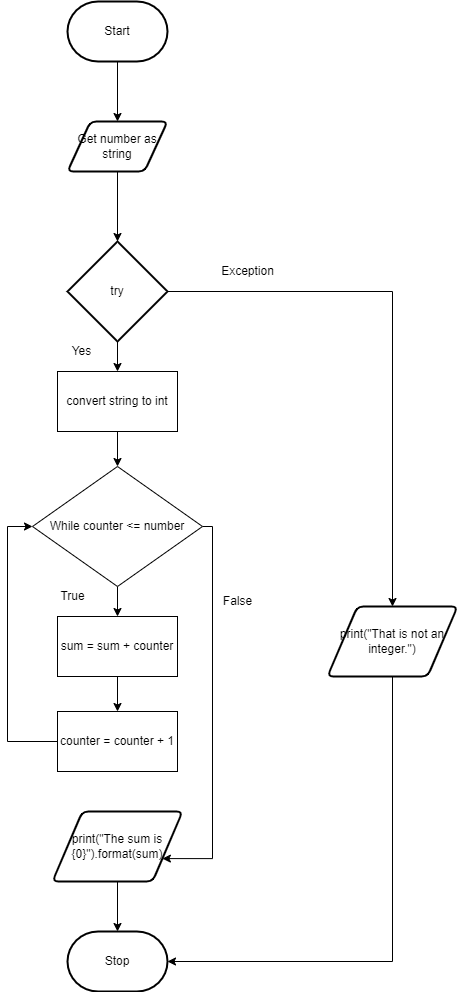 Start
Get number as
string
try
Exception
Yes
convert string to int
While counter <= number
True
False
sum = sum + counter
print("That is not an
integer.")
counter = counter + 1
print("The sum is
{0}").format(sum)
Stop